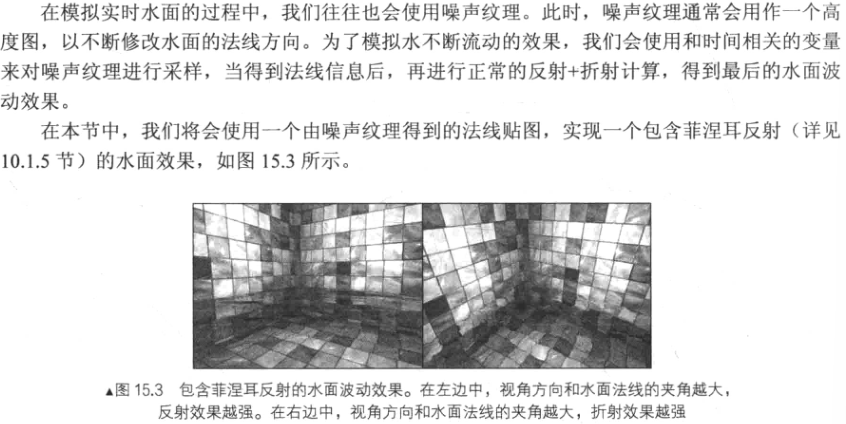 在模拟实时水面的过程中，我们往往也会使用噪声纹理。此时，噪声纹理通常会用作一个高
度图，以不断修改水面的法线方向。为了模拟水不断流动的效果，我们会使用和时间相关的变量
来对噪声纹理进行采样，当得到法线信息后，再进行正常的反射+折射计算，得到最后的水面波
动效果。
在本节中，我们将会使用一个由噪声纹理得到的法线贴图，实现一个包含菲涅耳反射（详见
10.1.5 节）的水面效果，如图 15.3 所示。
▲图 15.3 包含菲涅耳反射的水面波动效果。在左边中，视角方向和水面法线的夹角越大，
反射效果越强。在右边中，视角方向和水面法线的夹角越大，折射效果越强